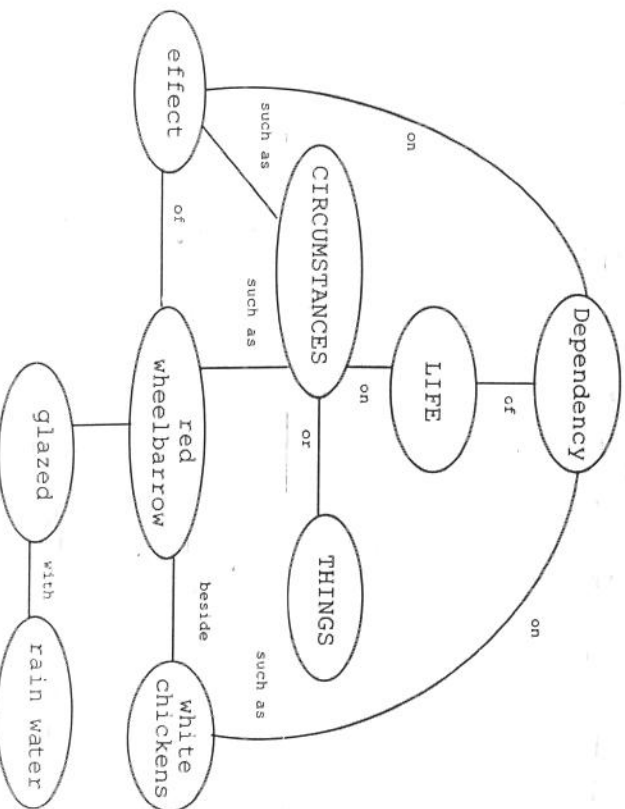 Dependency
on
of
on
LIFE
on
CIRCUMSTANCES
or
THINGS
such as
such as
such as
effect
of
red
wheelbarrow
beside
white
chickens
glazed
with
rain water